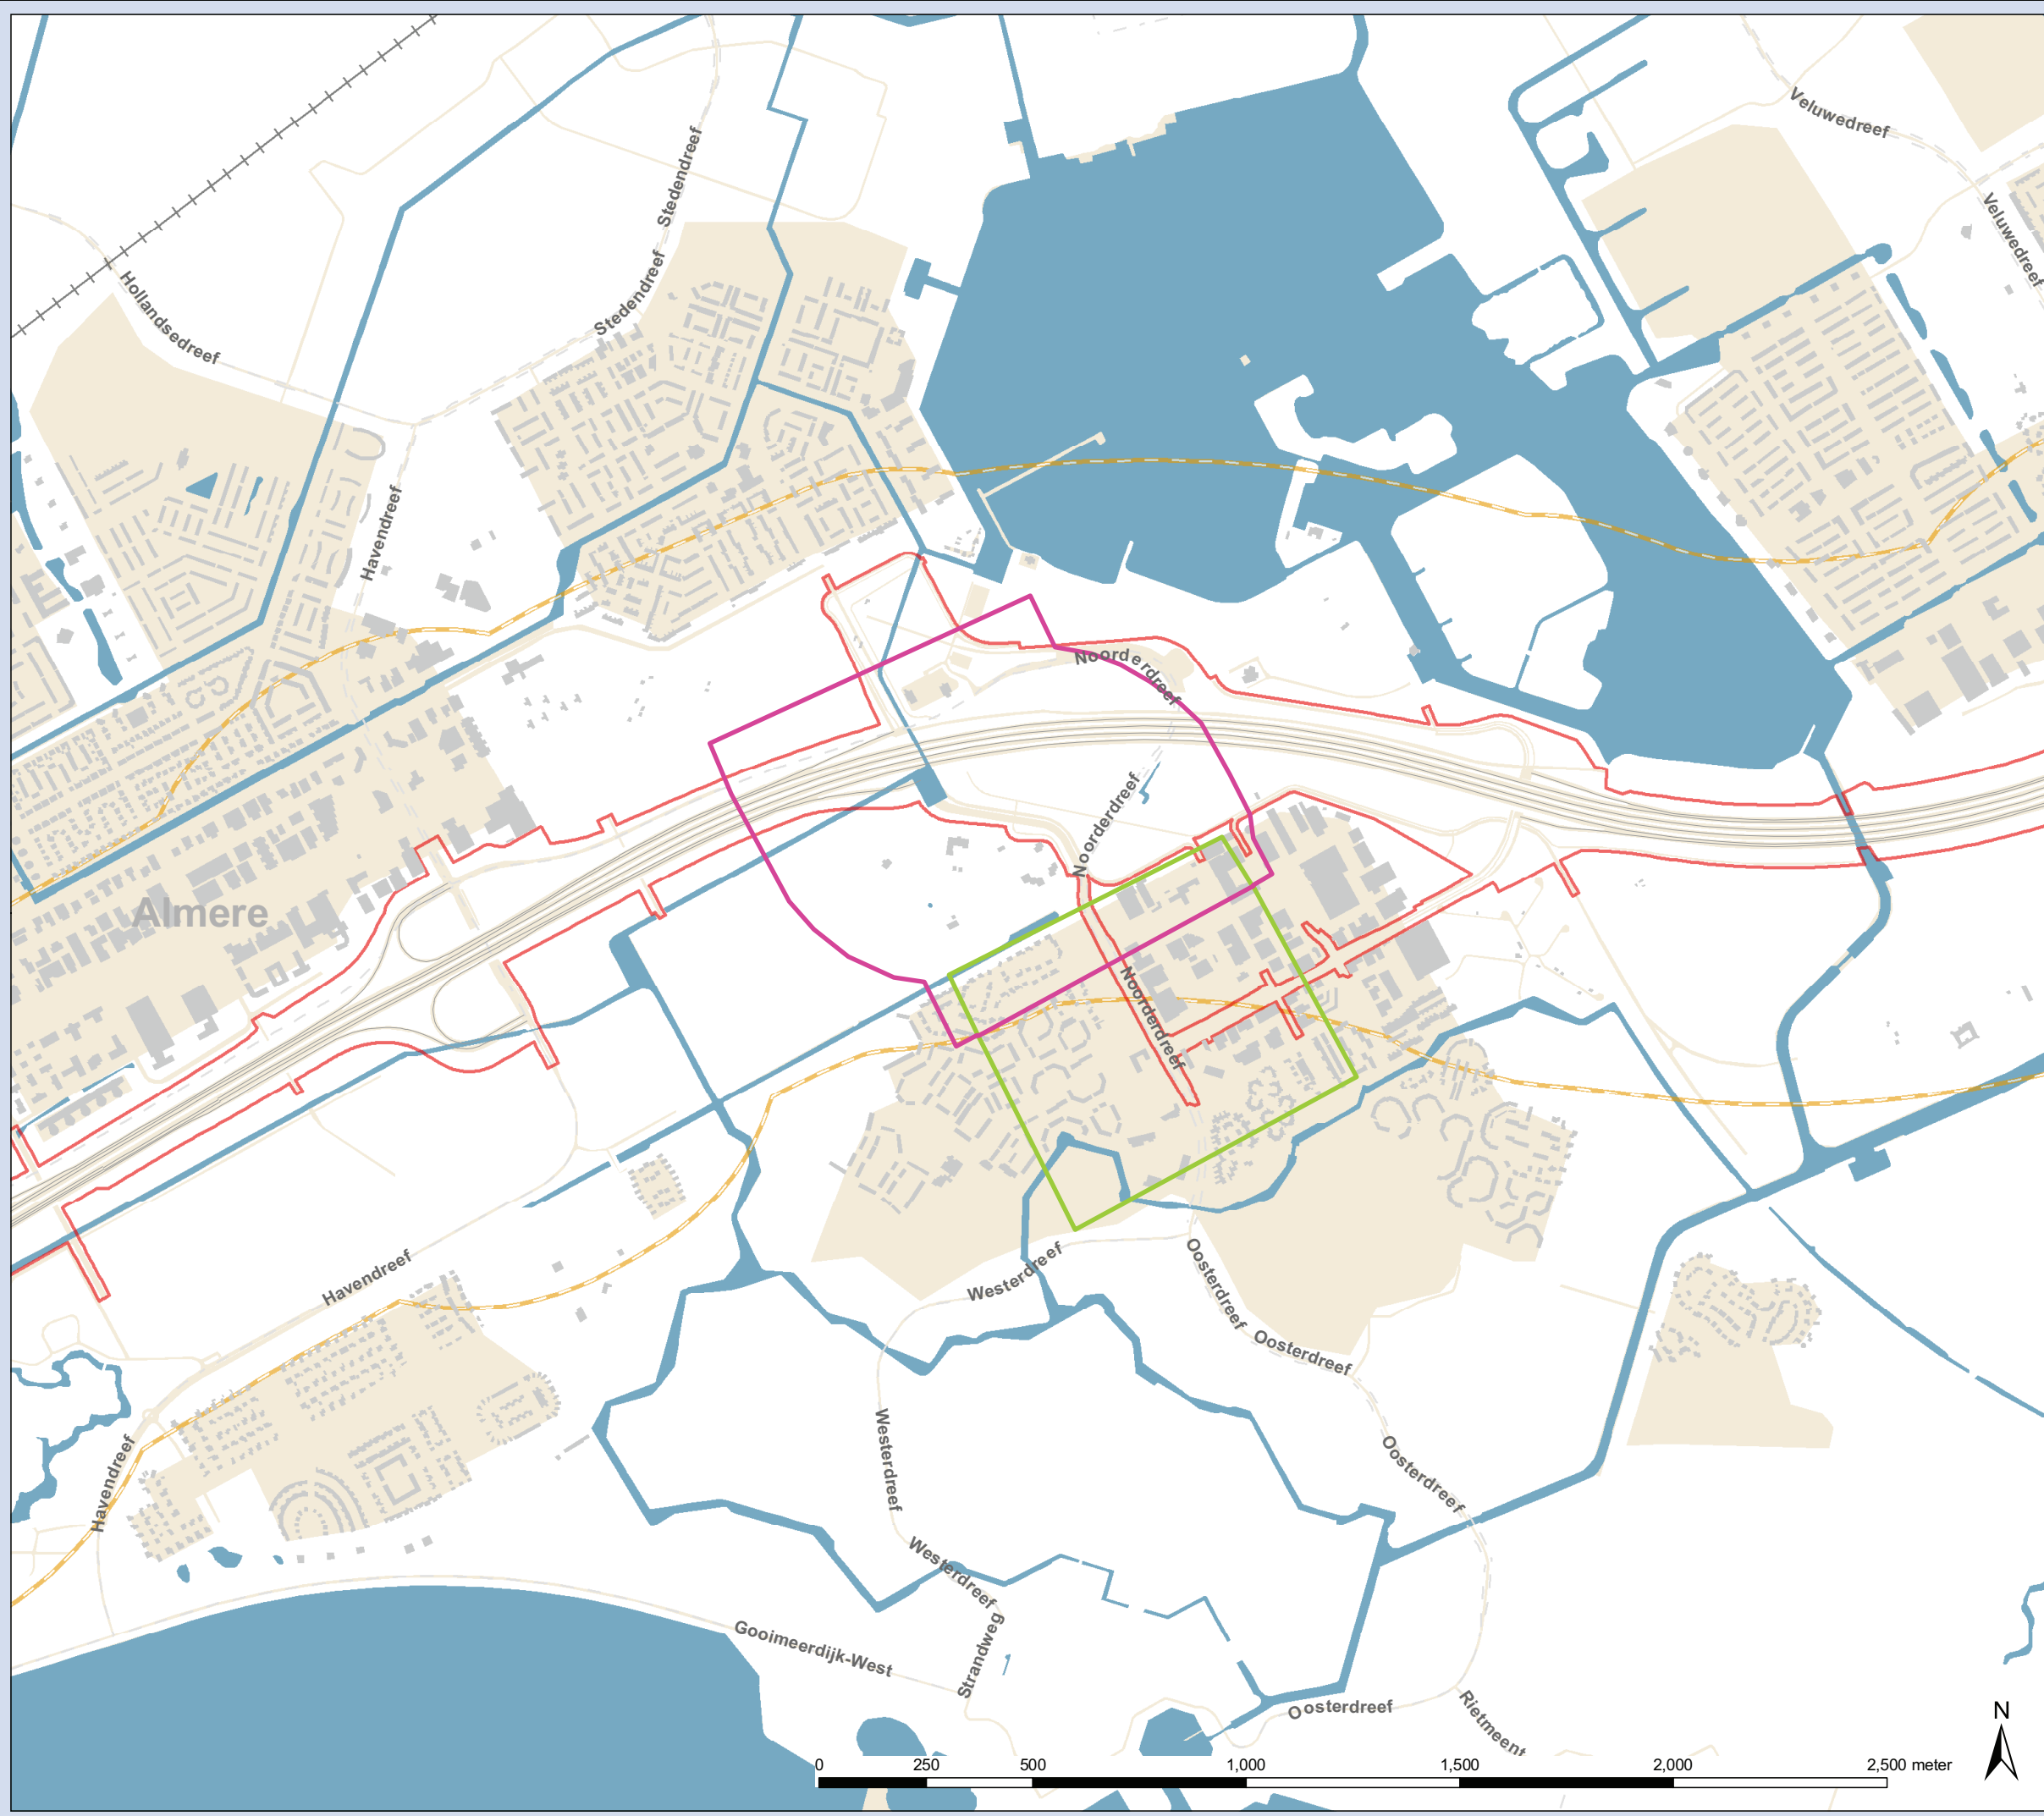 Veluwedreef
Stedendreef
Veluwedreef
Stedendreef
Hollandsedreef
Havendreef
Noorderdreef
Noorderdreef
Almere
Noorderdreef
Westerdreef
Havendreef
Oosterdreef
Oosterdreef
Westerdreef
Havendreef
Oosterdreef
Westerdreef
Gooimeerdijk-West
Strandweg
Oosterdreef
Rietmeent
N
0 250 500 1,000 1,500 2,000 2,500 meter